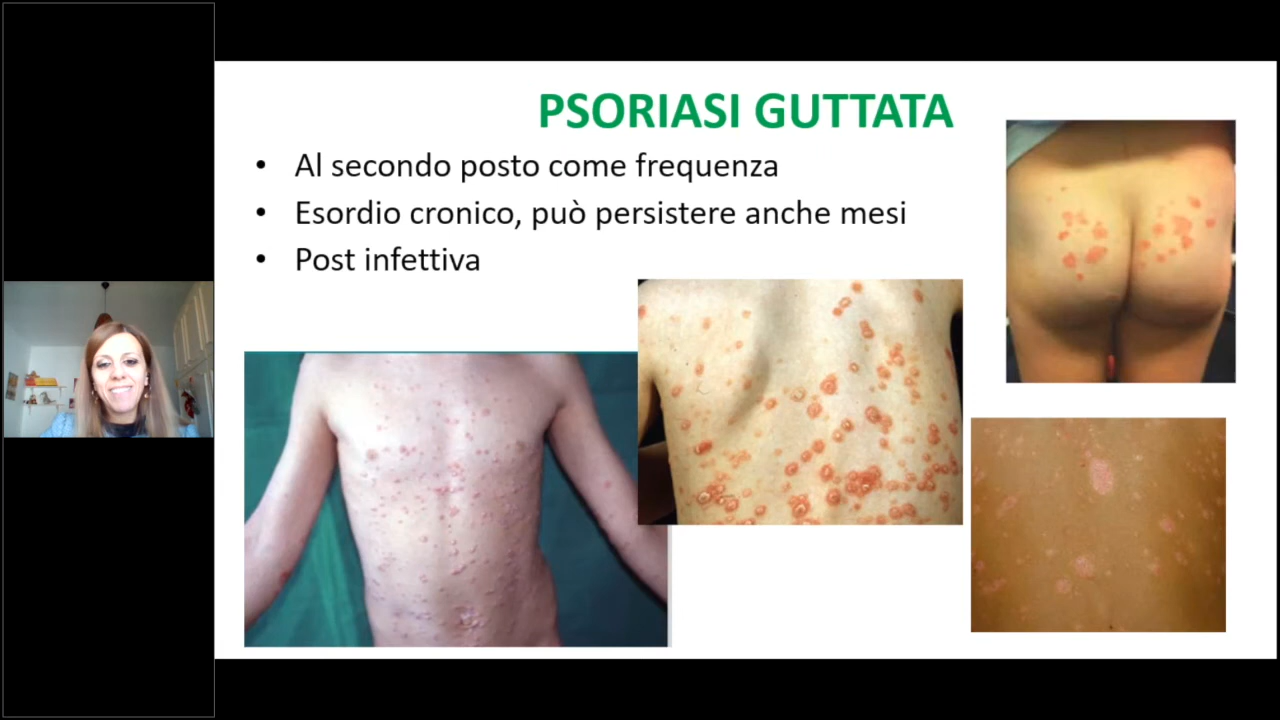 PSORIASI GUTTATA
• Al secondo posto come frequenza
• Esordio cronico, può persistere anche mesi
• Post infettiva